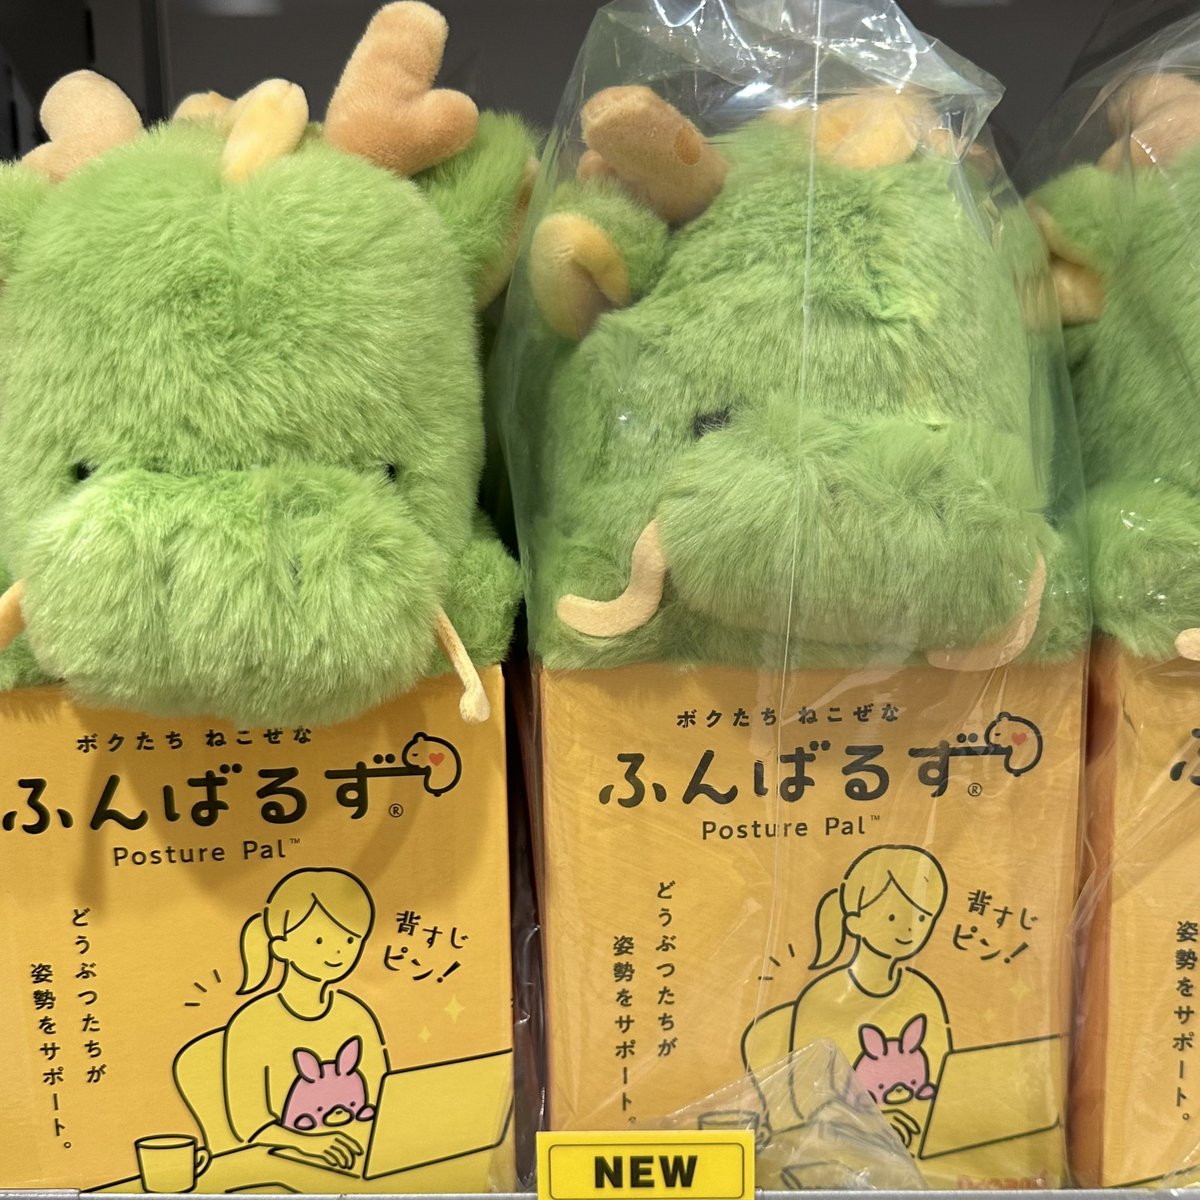 ボクたち ねこぜな
ふんばるず®
Posture Pal™
背すじ
ピン!
どうぶつたちが
姿勢をサポート。
ボクたち ねこぜな
ふんばるず®
Posture Pal™
背すじ
ピン!
どうぶつたちが
姿勢をサポート。
NEW